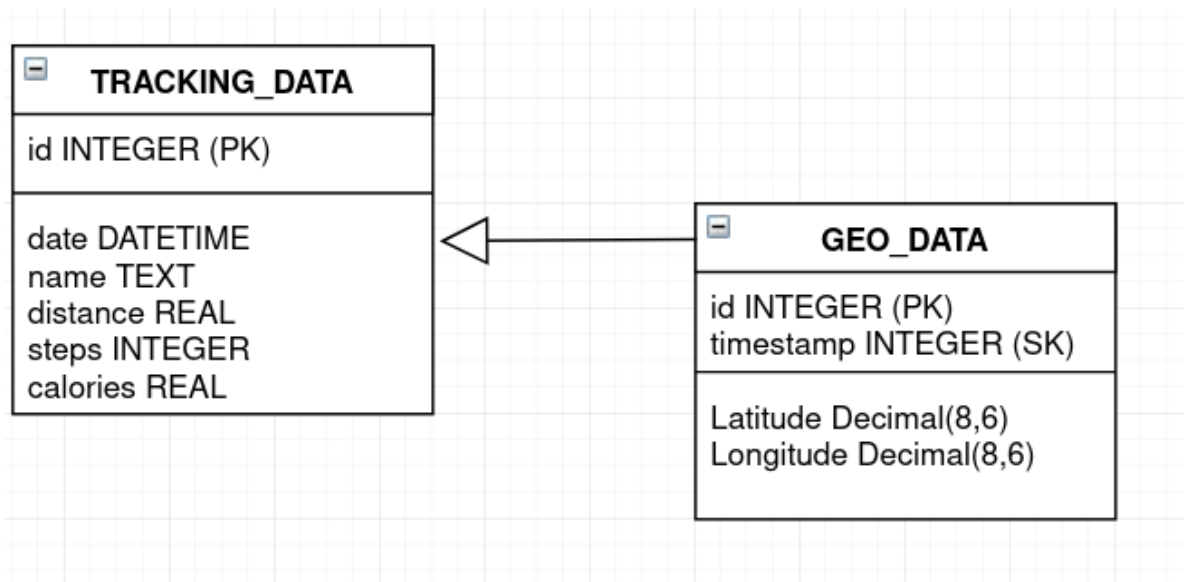 TRACKING_DATA
id INTEGER (PK)
date DATETIME
name TEXT
distance REAL
steps INTEGER
calories REAL
GEO_DATA
id INTEGER (PK)
timestamp INTEGER (SK)
Latitude Decimal(8,6)
Longitude Decimal(8,6)